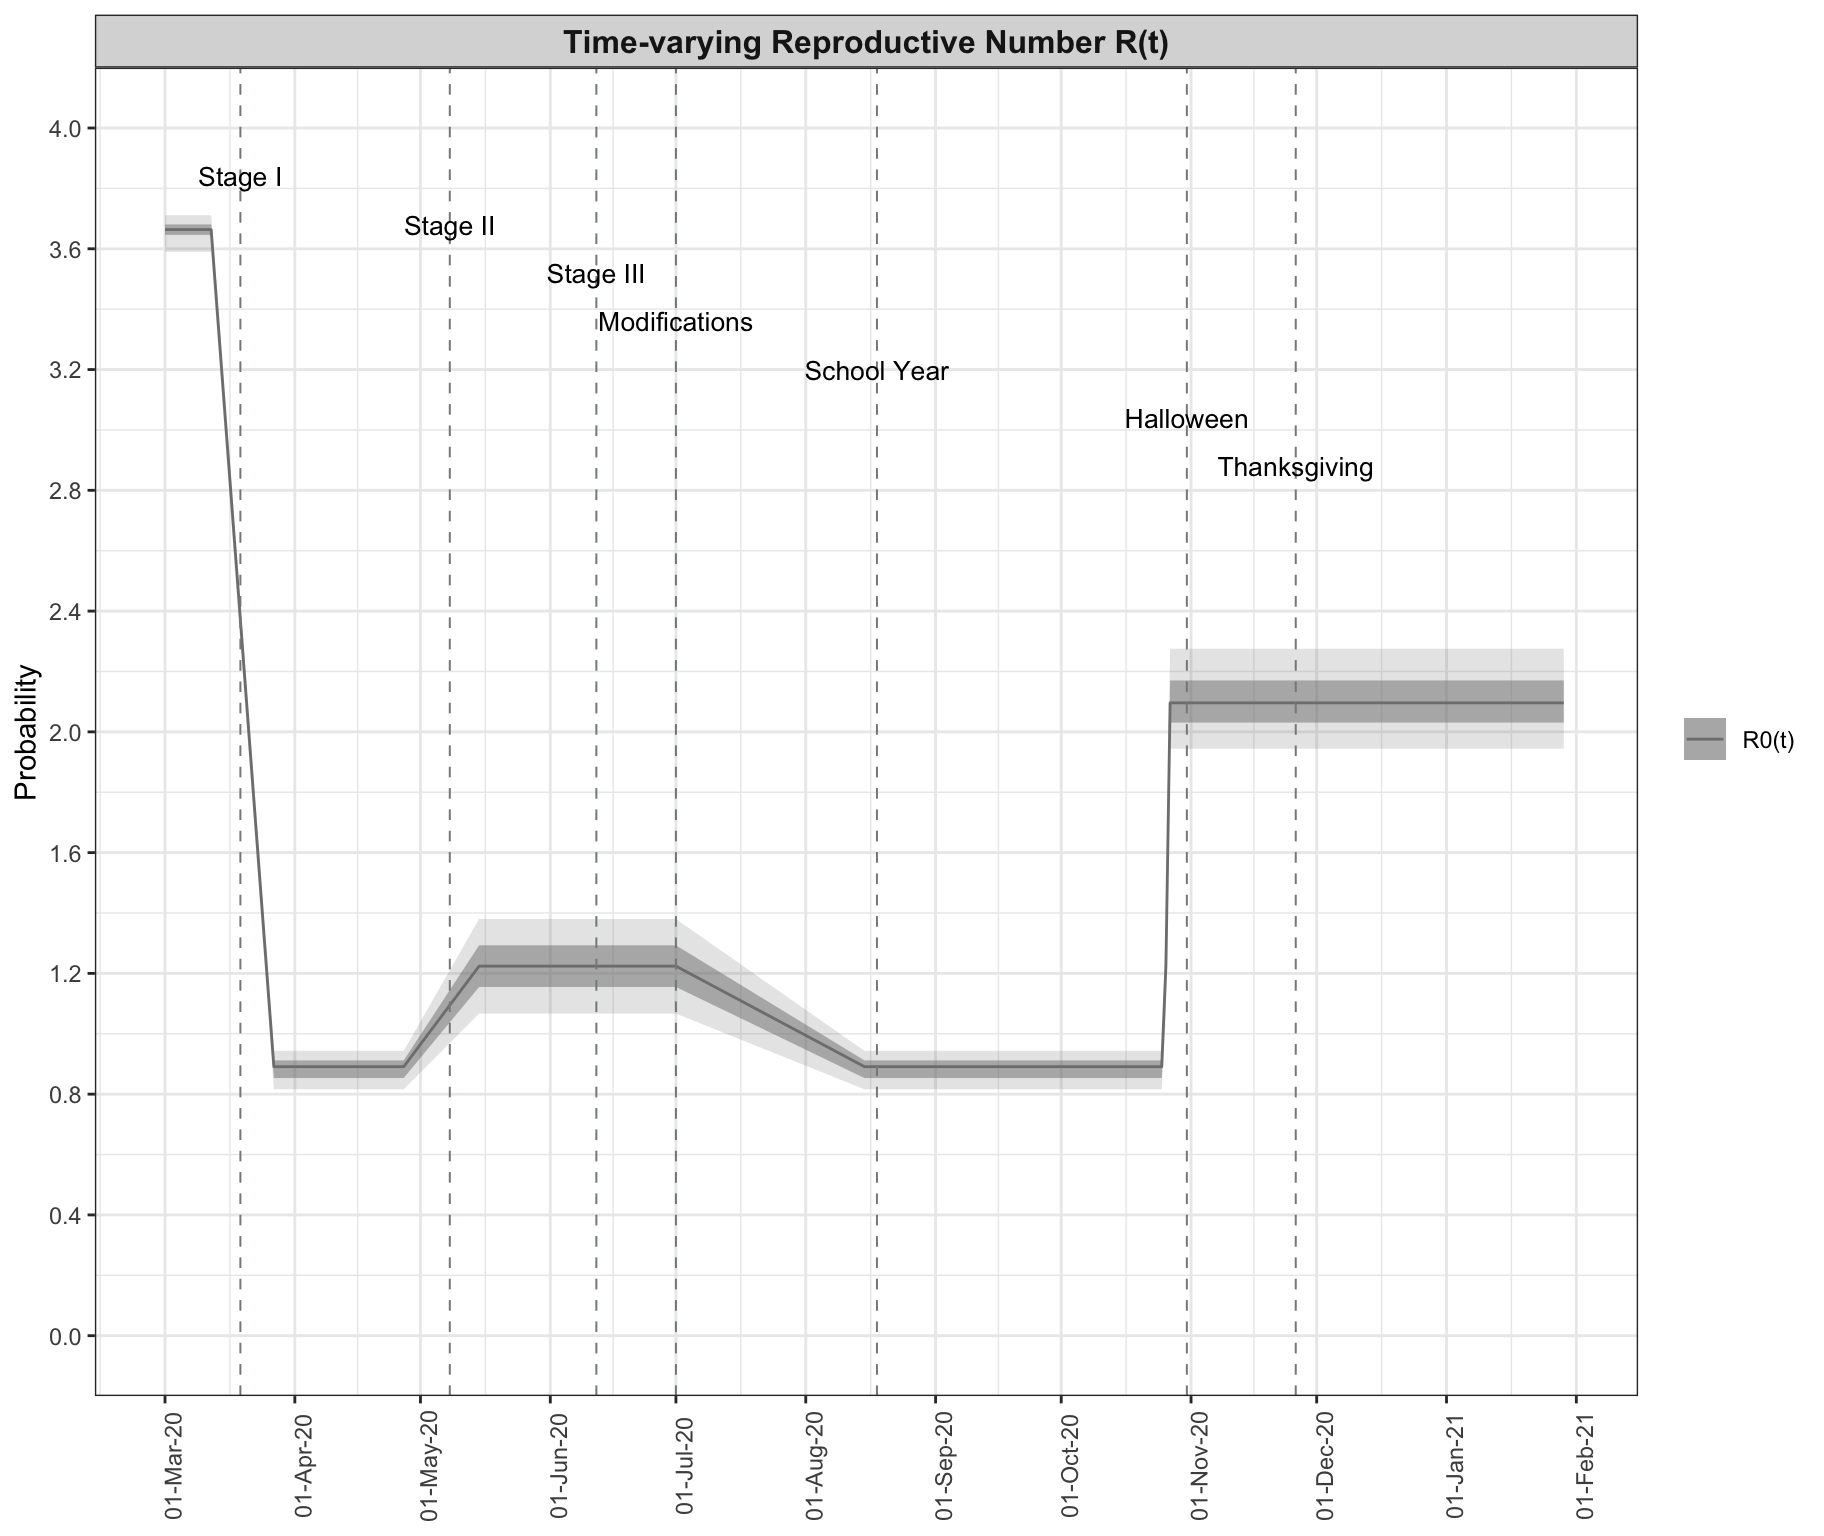 Time-varying Reproductive Number R(t)
4.0
3.6
3.2
2.8
2.4
2.0
1.6
1.2
0.8
0.4
0.0
Probability
Stage I
Stage II
Stage III
Modifications
School Year
Halloween
Thanksgiving
R0(t)
01-Mar-20
01-Apr-20
01-May-20
01-Jun-20
01-Jul-20
01-Aug-20
01-Sep-20
01-Oct-20
01-Nov-20
01-Dec-20
01-Jan-21
01-Feb-21